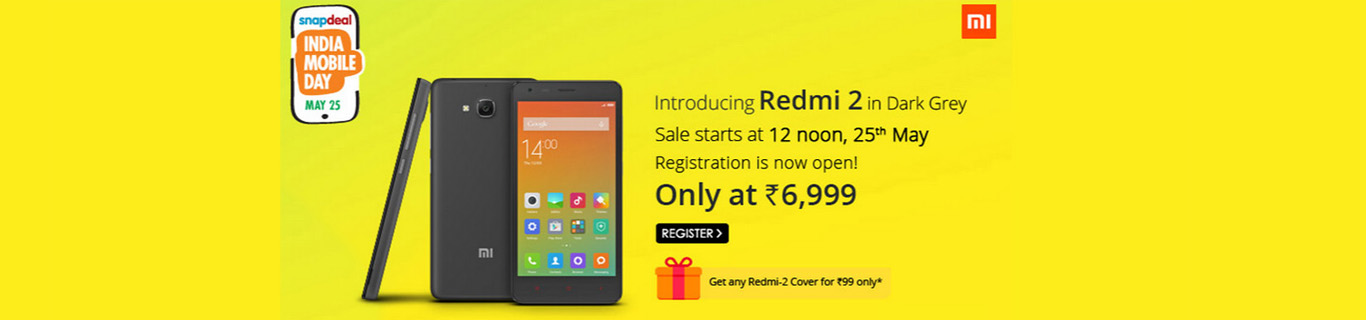 snapdeal
INDIA
MOBILE
DAY
MAY 25
mi
Google
14:00
mi
Introducing Redmi 2 in Dark Grey
Sale starts at 12 noon, 25th May
Registration is now open!
Only at ₹6,999
REGISTER >
Get any Redmi-2 Cover for ₹99 only*